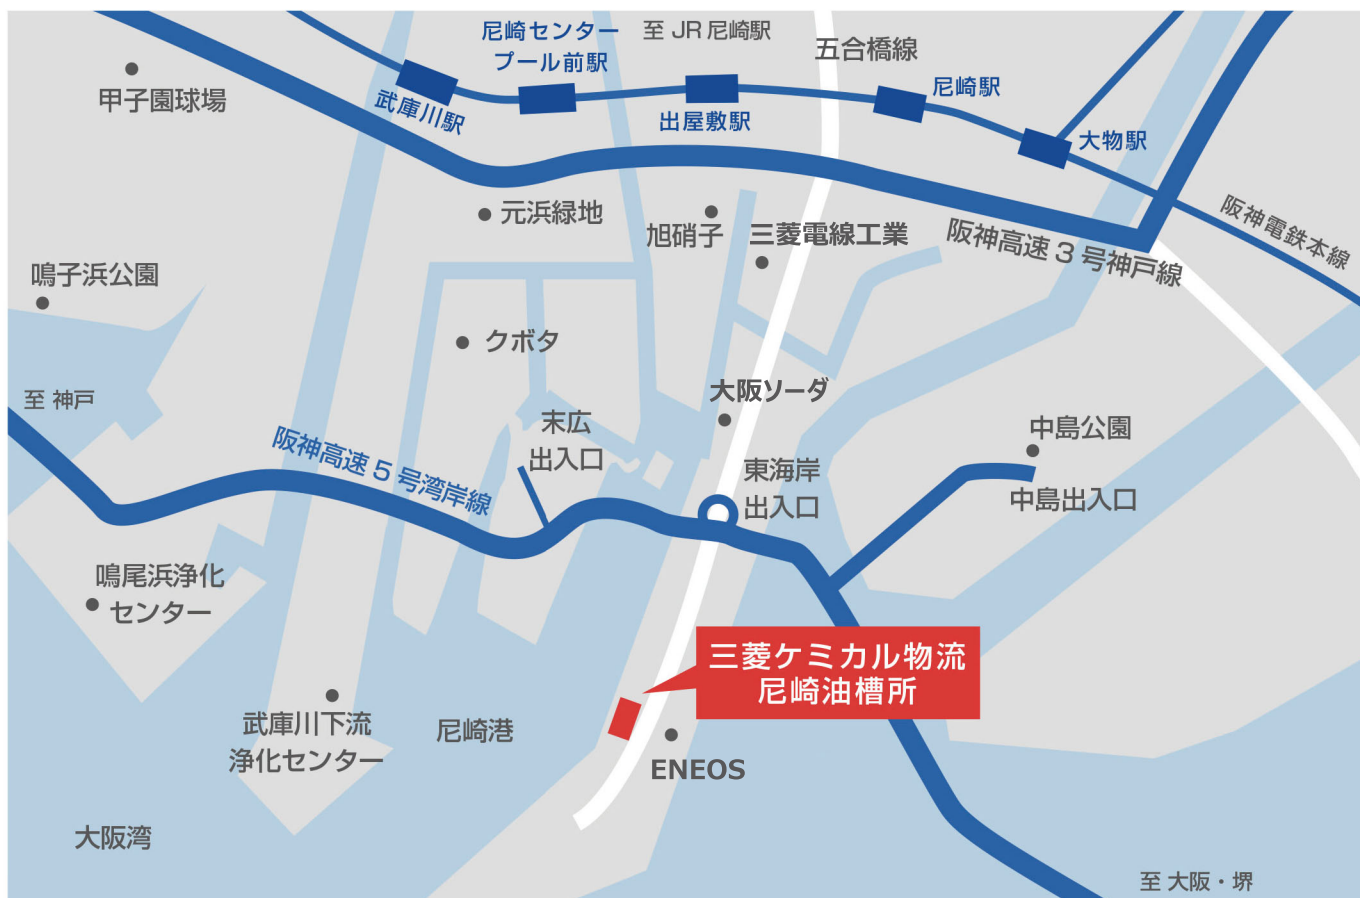 尼崎センター
プール前駅
至 JR 尼崎駅
五合橋線
甲子園球場
武庫川駅
出屋敷駅
尼崎駅
大物駅
元浜緑地
旭硝子
三菱電線工業
阪神高速 3 号神戸線
阪神電鉄本線
鳴子浜公園
クボタ
至 神戸
大阪ソーダ
末広
出入口
阪神高速 5 号湾岸線
東海岸
出入口
中島公園
中島出入口
鳴尾浜浄化
センター
三菱ケミカル物流
尼崎油槽所
武庫川下流
浄化センター
尼崎港
ENEOS
大阪湾
至 大阪・堺